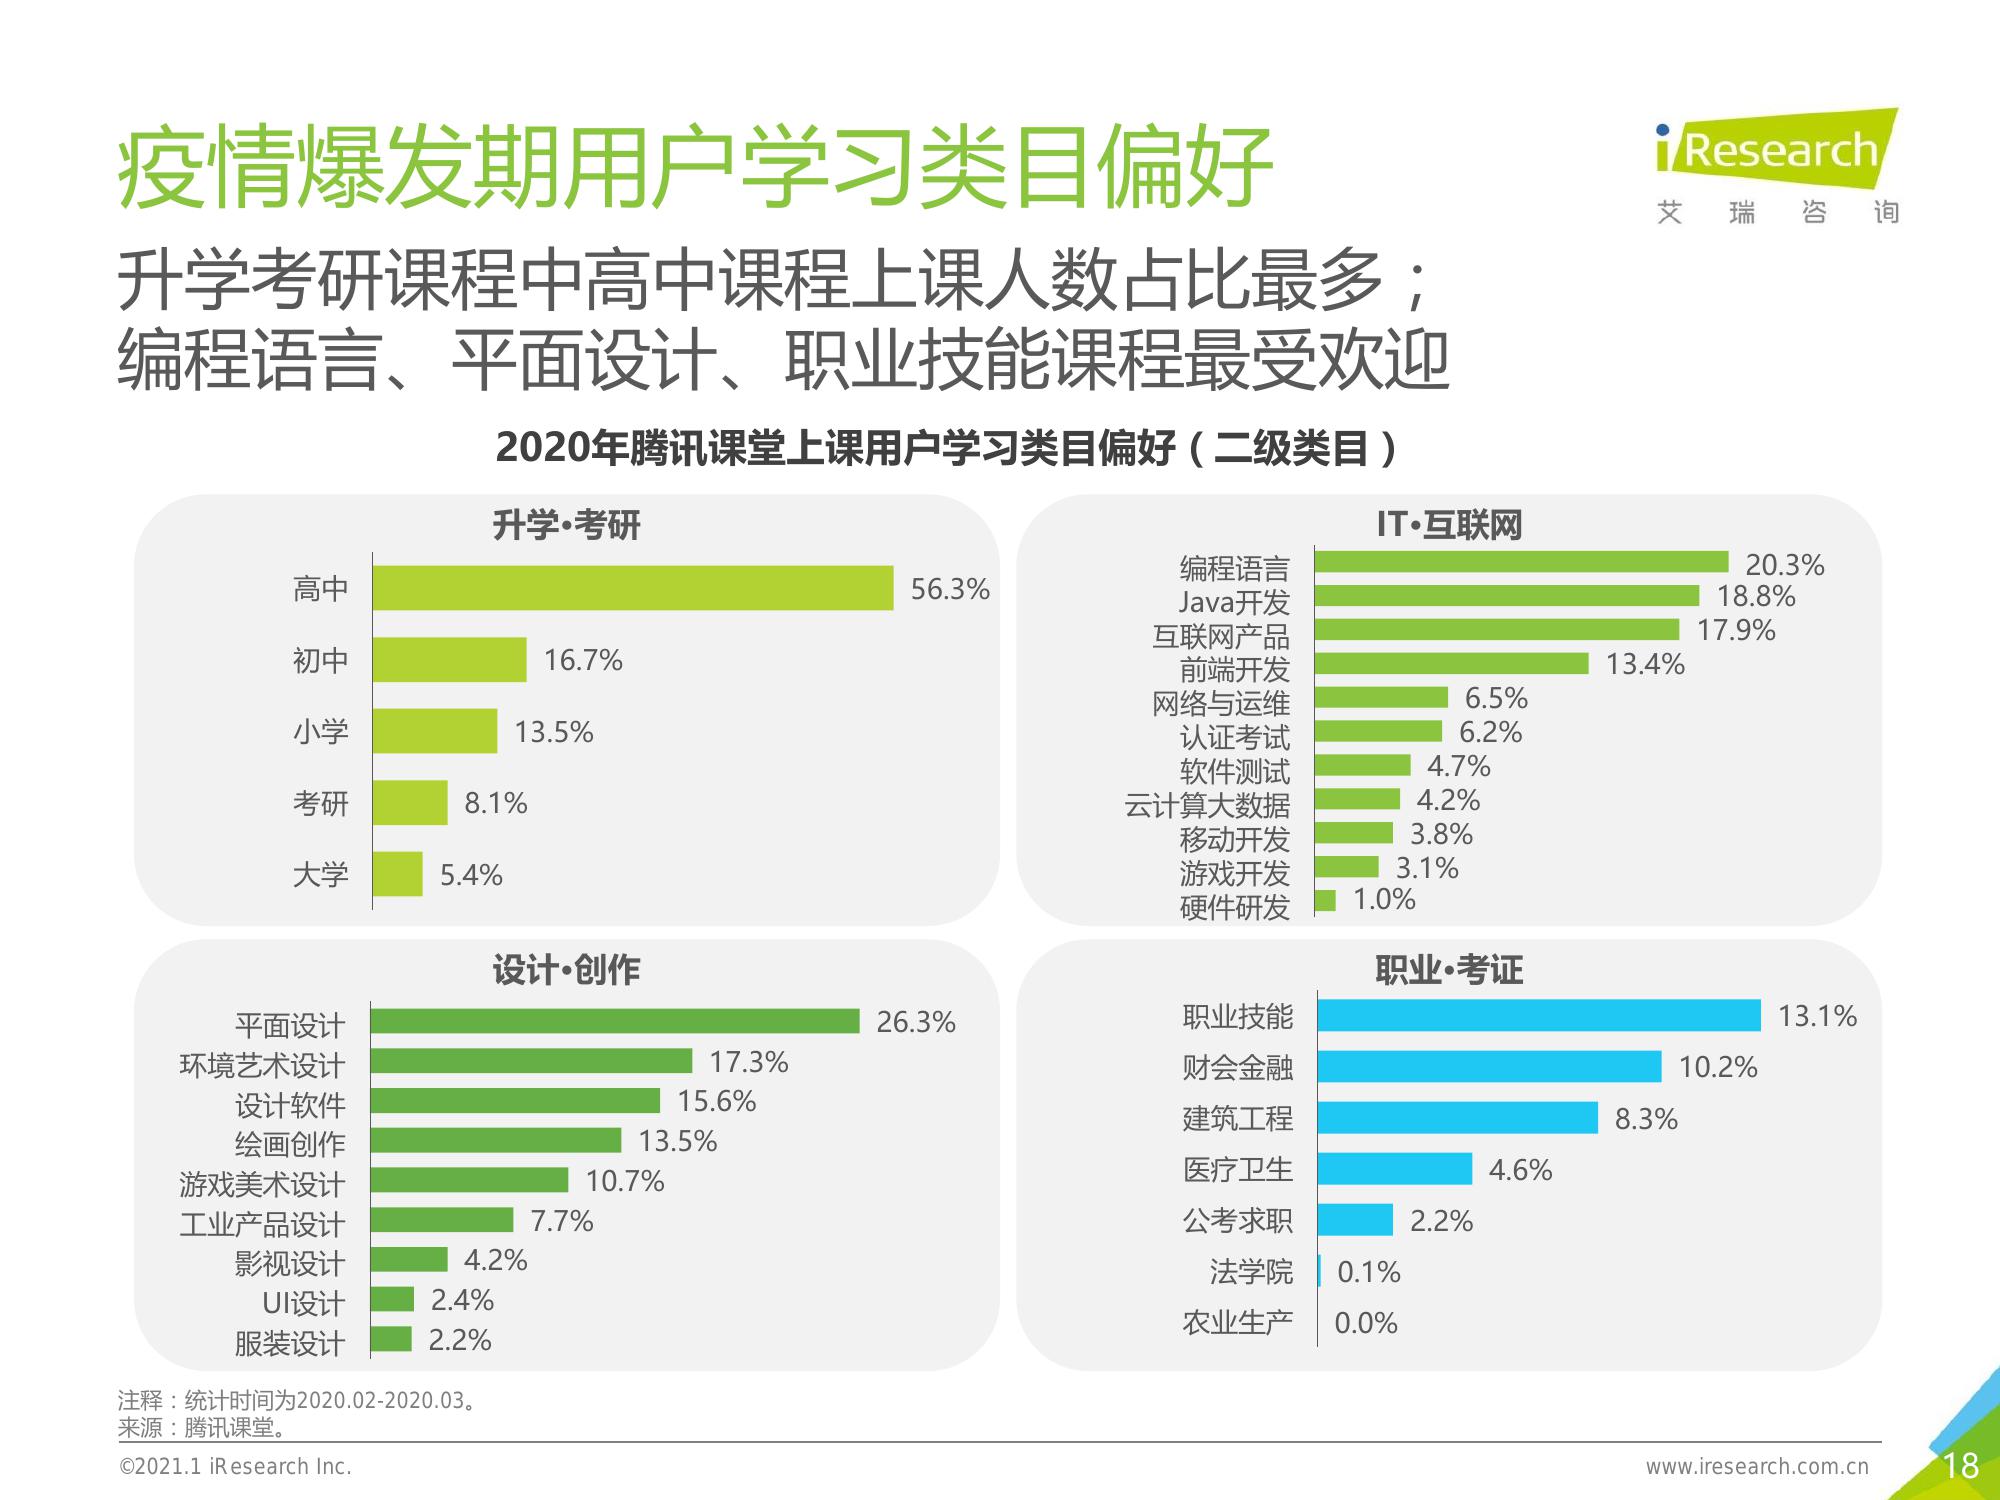 疫情爆发期用户学习类目偏好
iResearch
艾瑞咨询
升学考研课程中高中课程上课人数占比最多；
编程语言、平面设计、职业技能课程最受欢迎
2020年腾讯课堂上课用户学习类目偏好（二级类目）
升学•考研
高中 56.3%
初中 16.7%
小学 13.5%
考研 8.1%
大学 5.4%
IT•互联网
编程语言 20.3%
Java开发 18.8%
互联网产品 17.9%
前端开发 13.4%
网络与运维 6.5%
认证考试 6.2%
软件测试 4.7%
云计算大数据 4.2%
移动开发 3.8%
游戏开发 3.1%
硬件研发 1.0%
设计•创作
平面设计 26.3%
环境艺术设计 17.3%
设计软件 15.6%
绘画创作 13.5%
游戏美术设计 10.7%
工业产品设计 7.7%
影视设计 4.2%
UI设计 2.4%
服装设计 2.2%
职业•考证
职业技能 13.1%
财会金融 10.2%
建筑工程 8.3%
医疗卫生 4.6%
公考求职 2.2%
法学院 0.1%
农业生产 0.0%
注释：统计时间为2020.02-2020.03。
来源：腾讯课堂。
©2021.1 iResearch Inc.
www.iresearch.com.cn
18